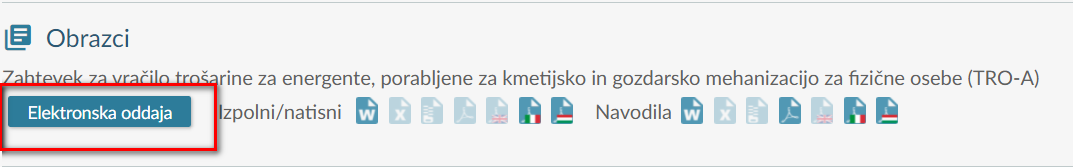 Obrazci
Zahtevek za vračilo trošarine za energente, porabljene za kmetijsko in gozdarsko mehanizacijo za fizične osebe (TRO-A)
Elektronska oddaja Izpolni/natisni W X Navodila W X